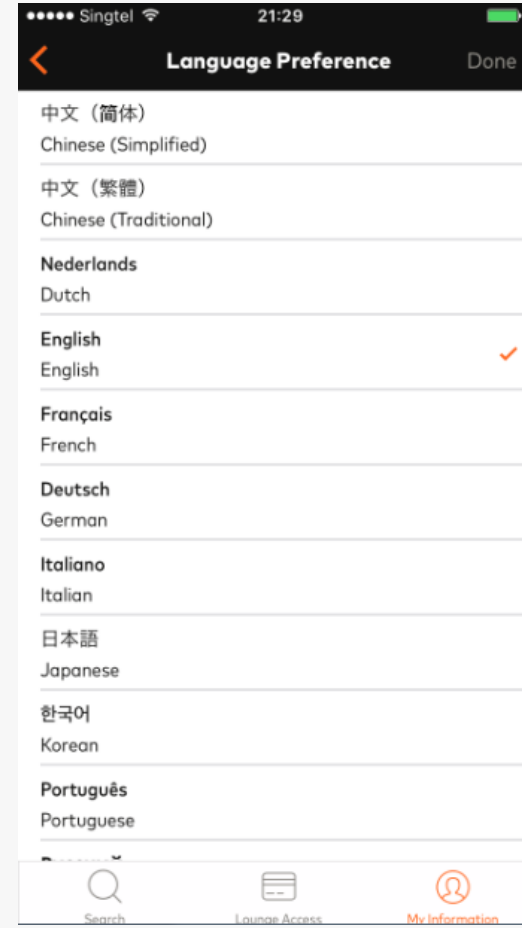 Singtel 21:29
Language Preference Done
中文（简体）
Chinese (Simplified)
中文（繁體）
Chinese (Traditional)
Nederlands
Dutch
English
English
Français
French
Deutsch
German
Italiano
Italian
日本語
Japanese
한국어
Korean
Português
Portuguese
Search Lounge Access My Information